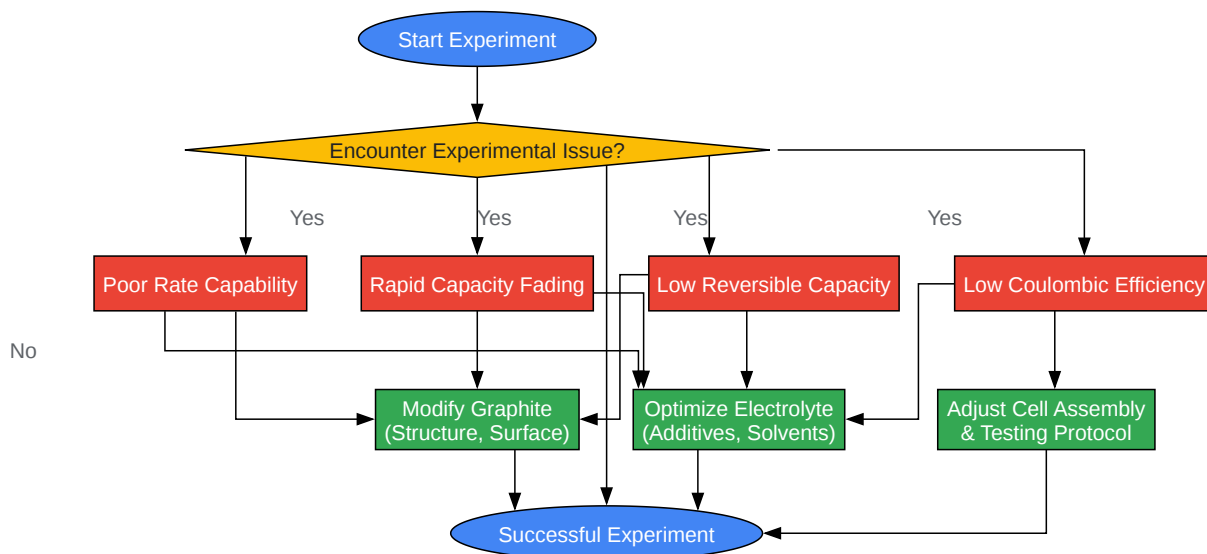 Start Experiment
Encounter Experimental Issue?
Yes
Yes
Yes
Yes
Poor Rate Capability
Rapid Capacity Fading
Low Reversible Capacity
Low Coulombic Efficiency
No
Modify Graphite
(Structure, Surface)
Optimize Electrolyte
(Additives, Solvents)
Adjust Cell Assembly
& Testing Protocol
Successful Experiment